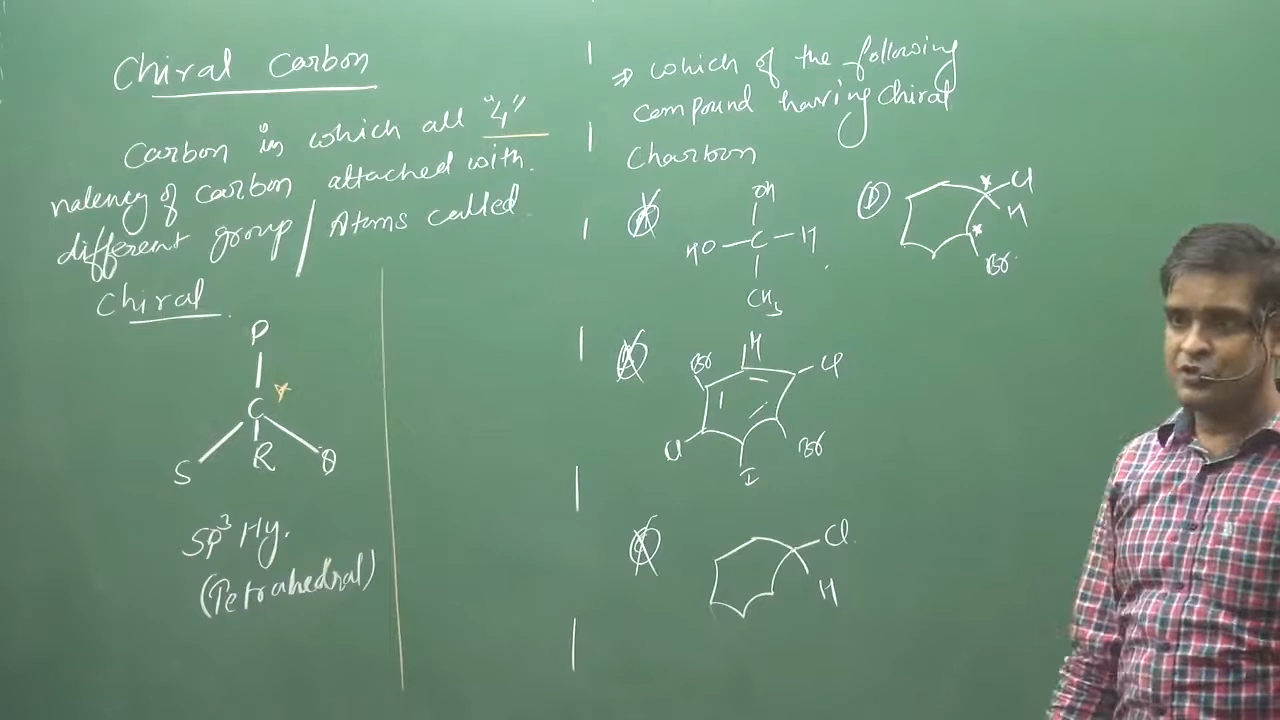 Chiral Carbon
Carbon in which all "4"
valency of carbon attached with
different group / Atoms called
Chiral
P
C
S R Q
SP3 Hy.
(Tetrahedral)
⇒ which of the following
compound having Chiral
Charbon
A
OH
HO C H
CH3
B
Br H Cl
Cl I Br
C
Cl
H
D
* Cl
H
*
Br